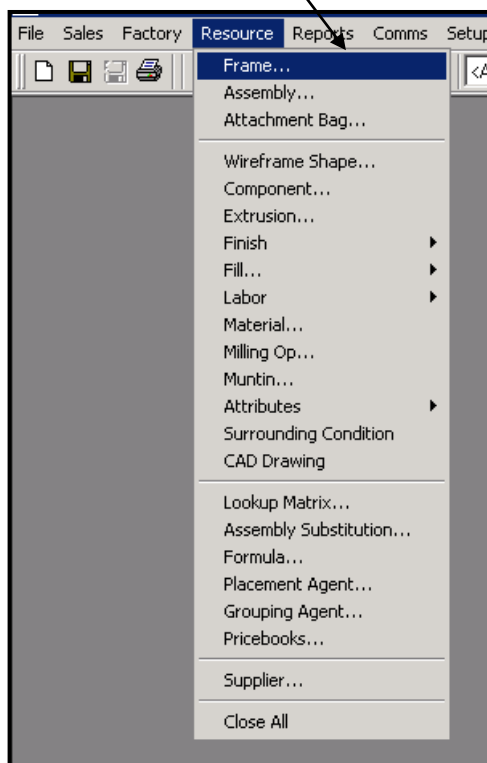 File Sales Factory Resource Reports Comms Setup
<A
Frame...
Assembly...
Attachment Bag...
Wireframe Shape...
Component...
Extrusion...
Finish
Fill...
Labor
Material...
Milling Op...
Muntin...
Attributes
Surrounding Condition
CAD Drawing
Lookup Matrix...
Assembly Substitution...
Formula...
Placement Agent...
Grouping Agent...
Pricebooks...
Supplier...
Close All